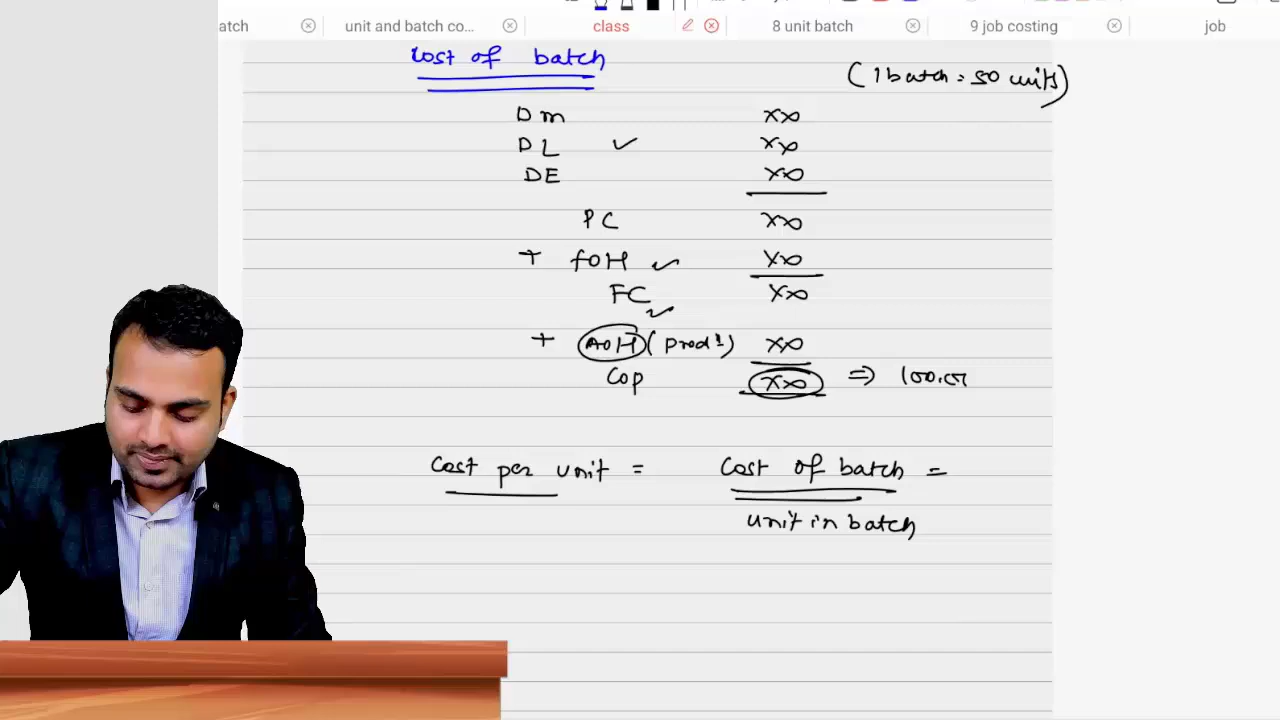 atch unit and batch co... class 8 unit batch 9 job costing job
Cost of batch
(1 batch = 50 units)
DM xx
DL ✓ xx
DE xx
PC xx
+ FOH ✓ xx
FC ✓ xx
+ AOH (prodⁿ) xx
COP xx ⇒ 100.00
Cost per unit = Cost of batch =
unit in batch